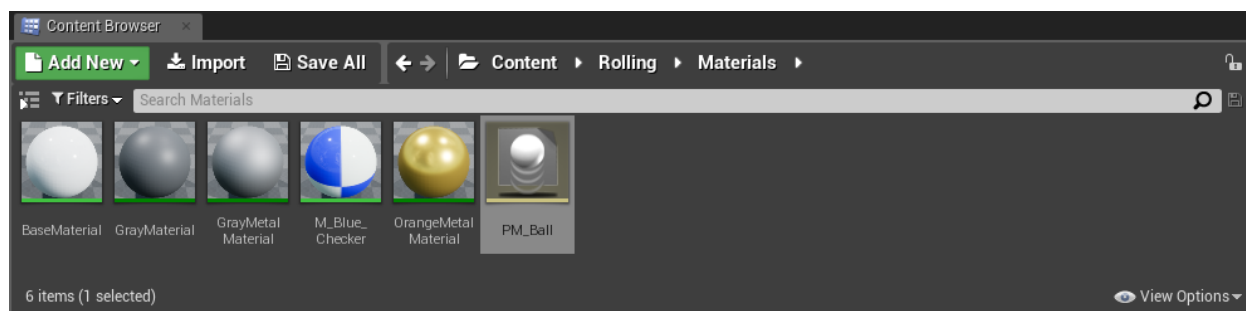 Content Browser
Add New Import Save All Content Rolling Materials
Filters Search Materials
BaseMaterial GrayMaterial GrayMetal M_Blue_ OrangeMetal PM_Ball
Material Checker Material
6 items (1 selected) View Options